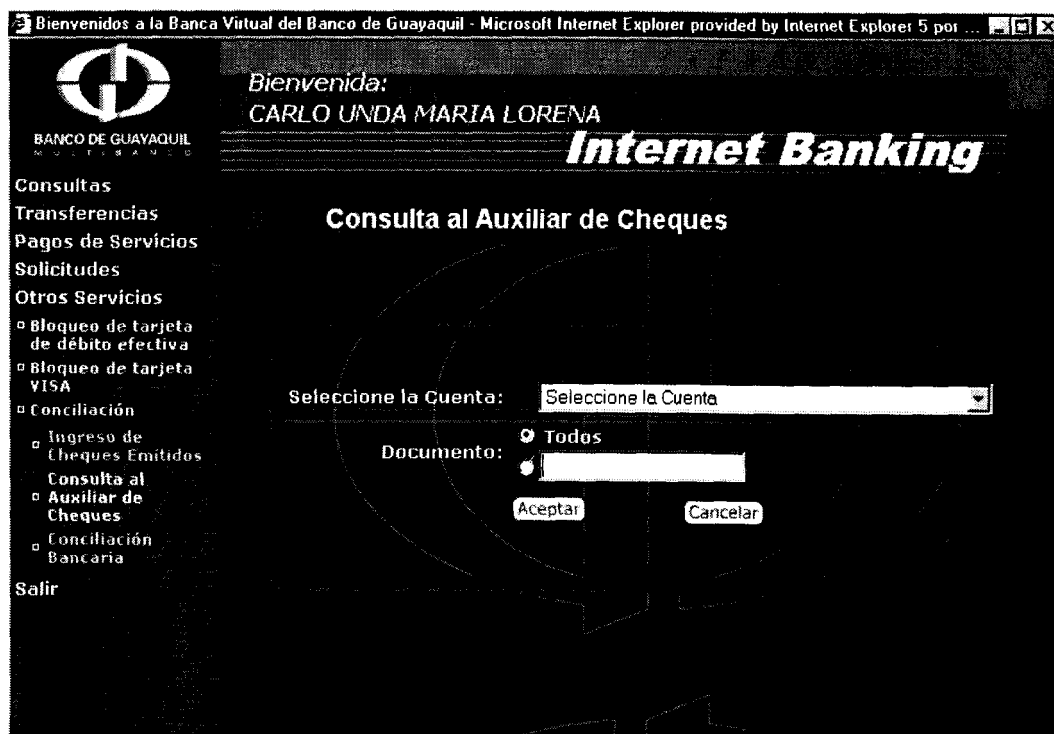 Bienvenidos a la Banca Virtual del Banco de Guayaquil - Microsoft Internet Explorer provided by Internet Explorer 5 por ...
BANCO DE GUAYAQUIL
MULTIBANCO
Bienvenida:
CARLO UNDA MARIA LORENA
Internet Banking
Consultas
Transferencias
Pagos de Servicios
Solicitudes
Otros Servicios
Bloqueo de tarjeta
de débito efectiva
Bloqueo de tarjeta
VISA
Conciliación
Ingreso de
Cheques Emitidos
Consulta al
Auxiliar de
Cheques
Conciliación
Bancaria
Salir
Consulta al Auxiliar de Cheques
Seleccione la Cuenta: Seleccione la Cuenta
Documento: Todos
Aceptar Cancelar